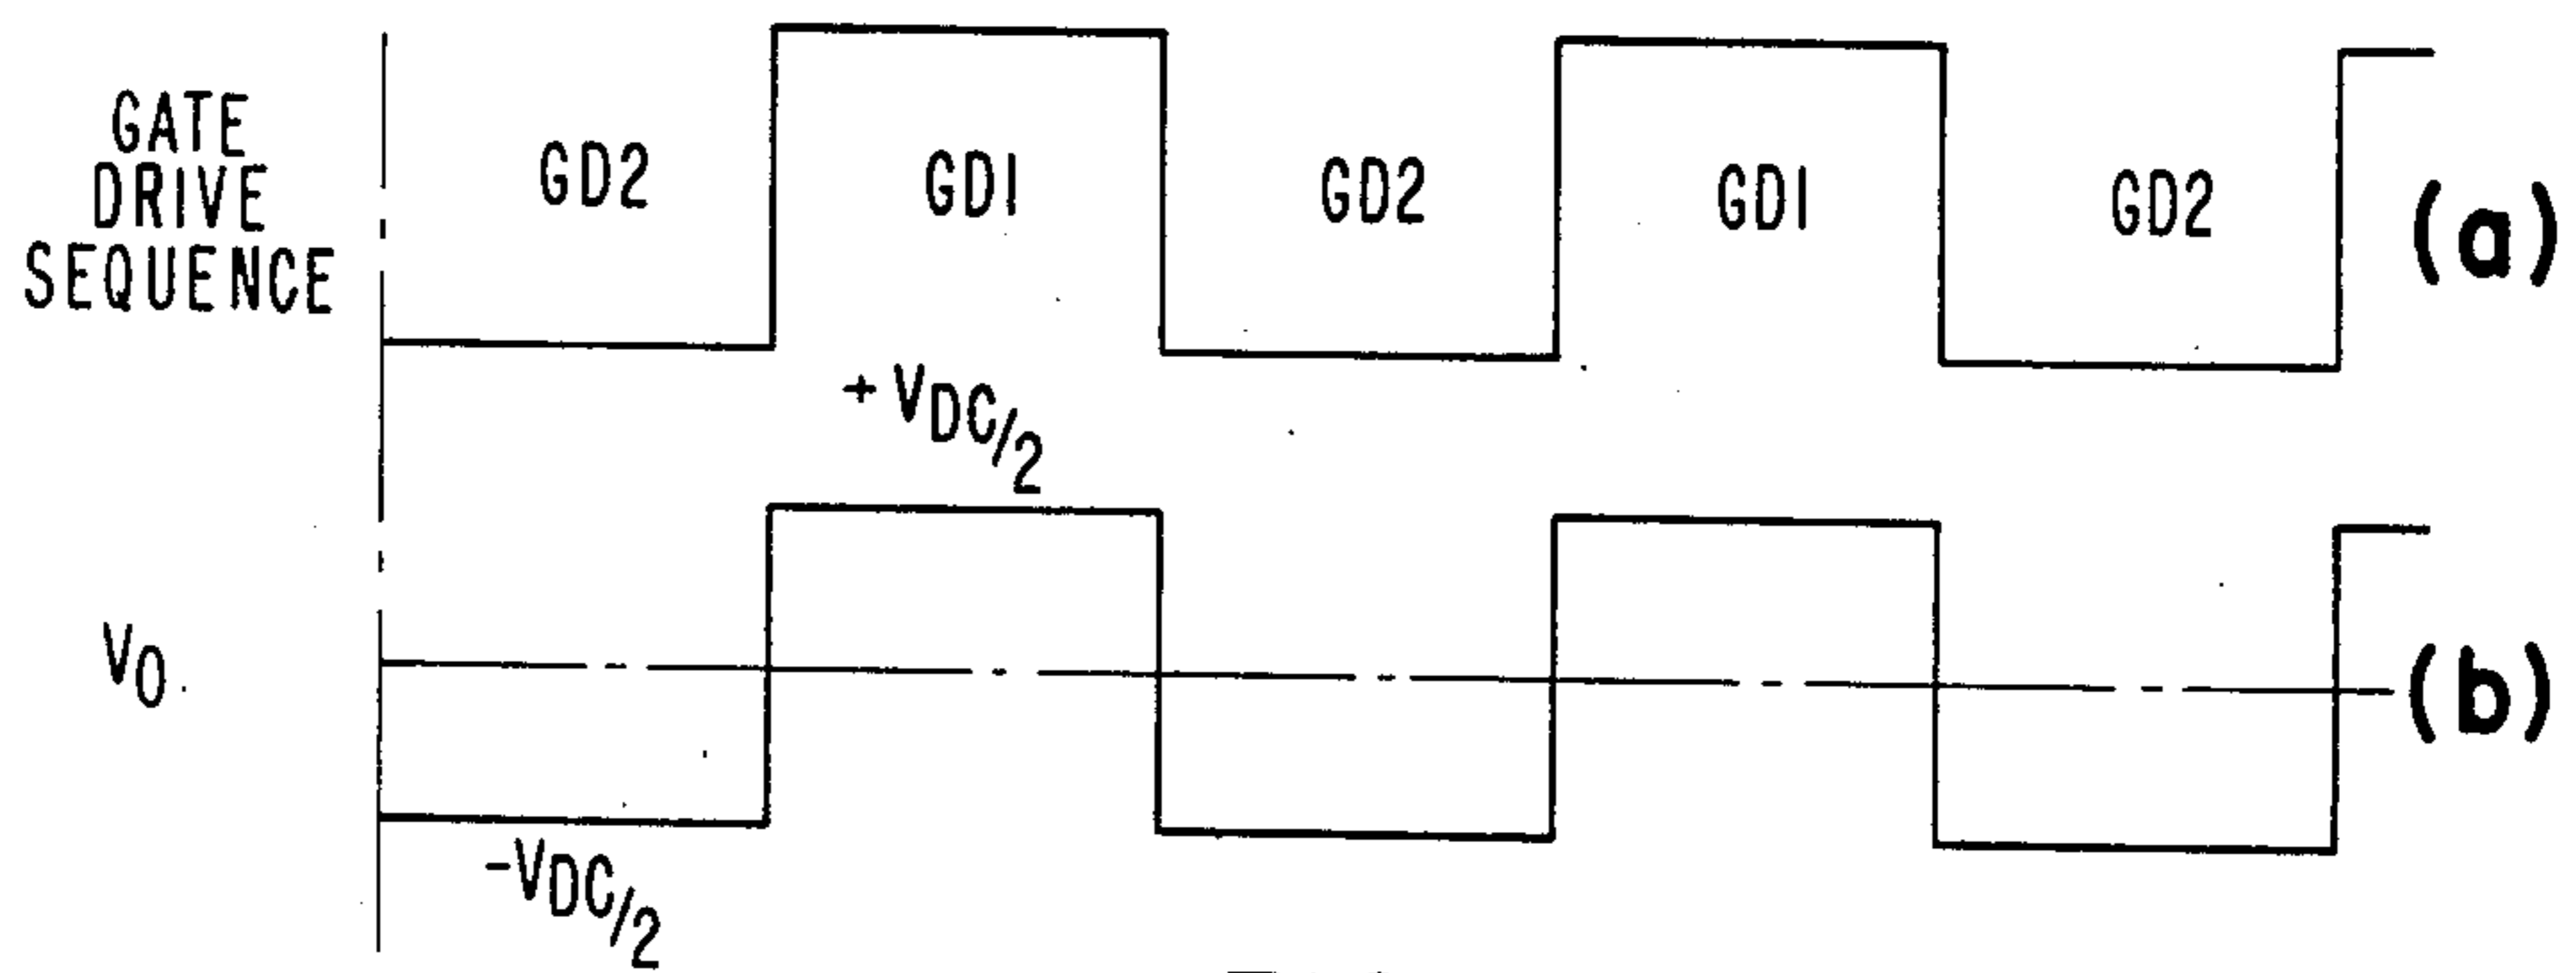 GATE
DRIVE
SEQUENCE
GD2 GD1 GD2 GD1 GD2
(a)
+VDC/2
VO
(b)
-VDC/2